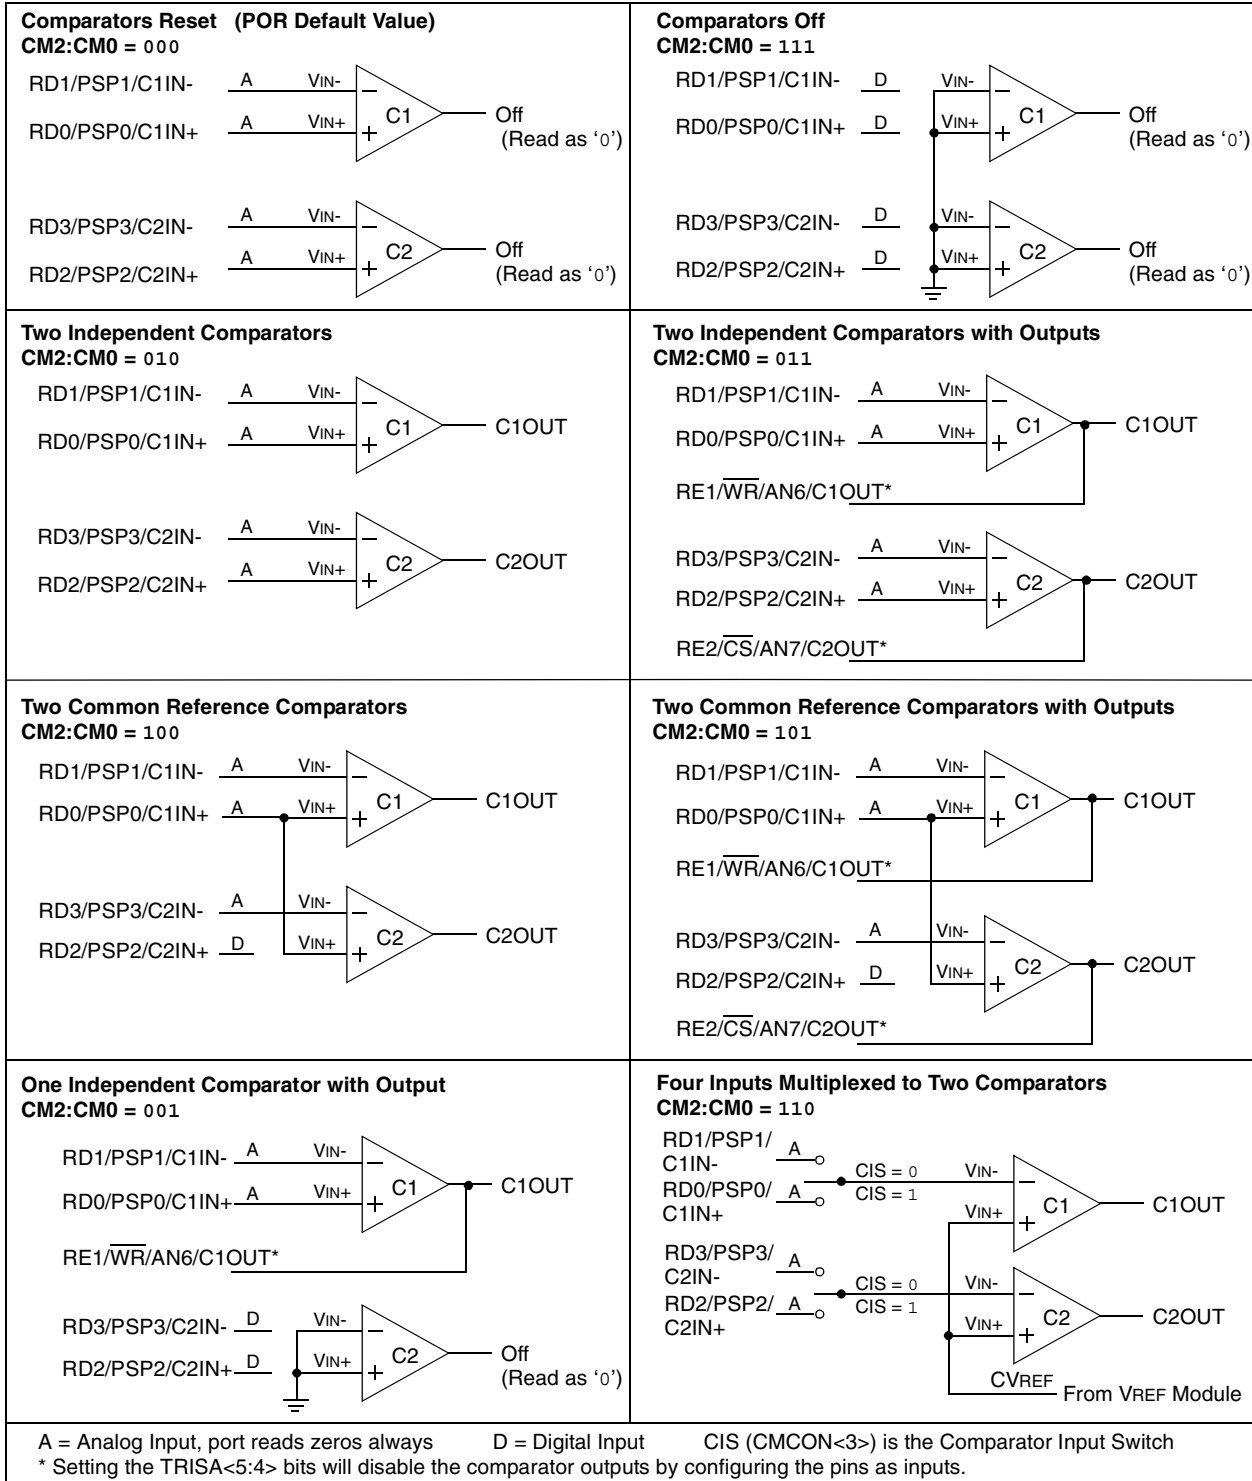 Comparators Reset (POR Default Value)
CM2:CM0 = 000
RD1/PSP1/C1IN- A VIN-
C1
RD0/PSP0/C1IN+ A VIN+
Off
(Read as ‘0’)
RD3/PSP3/C2IN- A VIN-
C2
RD2/PSP2/C2IN+ A VIN+
Off
(Read as ‘0’)
Comparators Off
CM2:CM0 = 111
RD1/PSP1/C1IN- D VIN-
C1
RD0/PSP0/C1IN+ D VIN+
Off
(Read as ‘0’)
RD3/PSP3/C2IN- D VIN-
C2
RD2/PSP2/C2IN+ D VIN+
Off
(Read as ‘0’)
Two Independent Comparators
CM2:CM0 = 010
RD1/PSP1/C1IN- A VIN-
C1 C1OUT
RD0/PSP0/C1IN+ A VIN+
RD3/PSP3/C2IN- A VIN-
C2 C2OUT
RD2/PSP2/C2IN+ A VIN+
Two Independent Comparators with Outputs
CM2:CM0 = 011
RD1/PSP1/C1IN- A VIN-
C1 C1OUT
RD0/PSP0/C1IN+ A VIN+
RE1/WR/AN6/C1OUT*
RD3/PSP3/C2IN- A VIN-
C2 C2OUT
RD2/PSP2/C2IN+ A VIN+
RE2/CS/AN7/C2OUT*
Two Common Reference Comparators
CM2:CM0 = 100
RD1/PSP1/C1IN- A VIN-
C1 C1OUT
RD0/PSP0/C1IN+ A VIN+
RD3/PSP3/C2IN- A VIN-
C2 C2OUT
RD2/PSP2/C2IN+ D VIN+
Two Common Reference Comparators with Outputs
CM2:CM0 = 101
RD1/PSP1/C1IN- A VIN-
C1 C1OUT
RD0/PSP0/C1IN+ A VIN+
RE1/WR/AN6/C1OUT*
RD3/PSP3/C2IN- A VIN-
C2 C2OUT
RD2/PSP2/C2IN+ D VIN+
RE2/CS/AN7/C2OUT*
One Independent Comparator with Output
CM2:CM0 = 001
RD1/PSP1/C1IN- A VIN-
C1 C1OUT
RD0/PSP0/C1IN+ A VIN+
RE1/WR/AN6/C1OUT*
RD3/PSP3/C2IN- D VIN-
C2
RD2/PSP2/C2IN+ D VIN+
Off
(Read as ‘0’)
Four Inputs Multiplexed to Two Comparators
CM2:CM0 = 110
RD1/PSP1/
C1IN- A
CIS = 0 VIN-
RD0/PSP0/ A CIS = 1
C1IN+
VIN+ C1 C1OUT
RD3/PSP3/
C2IN- A
CIS = 0 VIN-
RD2/PSP2/ A CIS = 1
C2IN+
VIN+ C2 C2OUT
CVREF
From VREF Module
A = Analog Input, port reads zeros always D = Digital Input CIS (CMCON<3>) is the Comparator Input Switch
* Setting the TRISA<5:4> bits will disable the comparator outputs by configuring the pins as inputs.